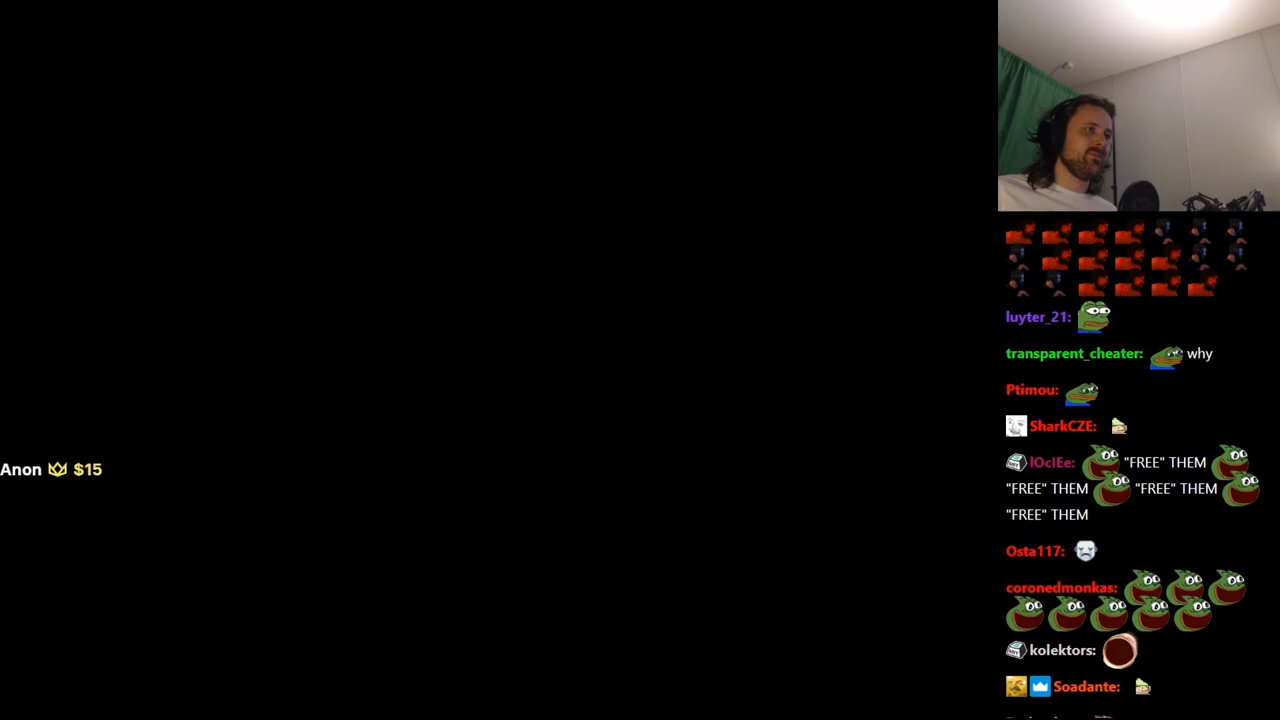 luyter_21:
transparent_cheater: why
Ptimou:
SharkCZE:
lOclEe: "FREE" THEM
"FREE" THEM "FREE" THEM
"FREE" THEM
Anon $15
Osta117:
coronedmonkas:
kolektors:
Soadante: